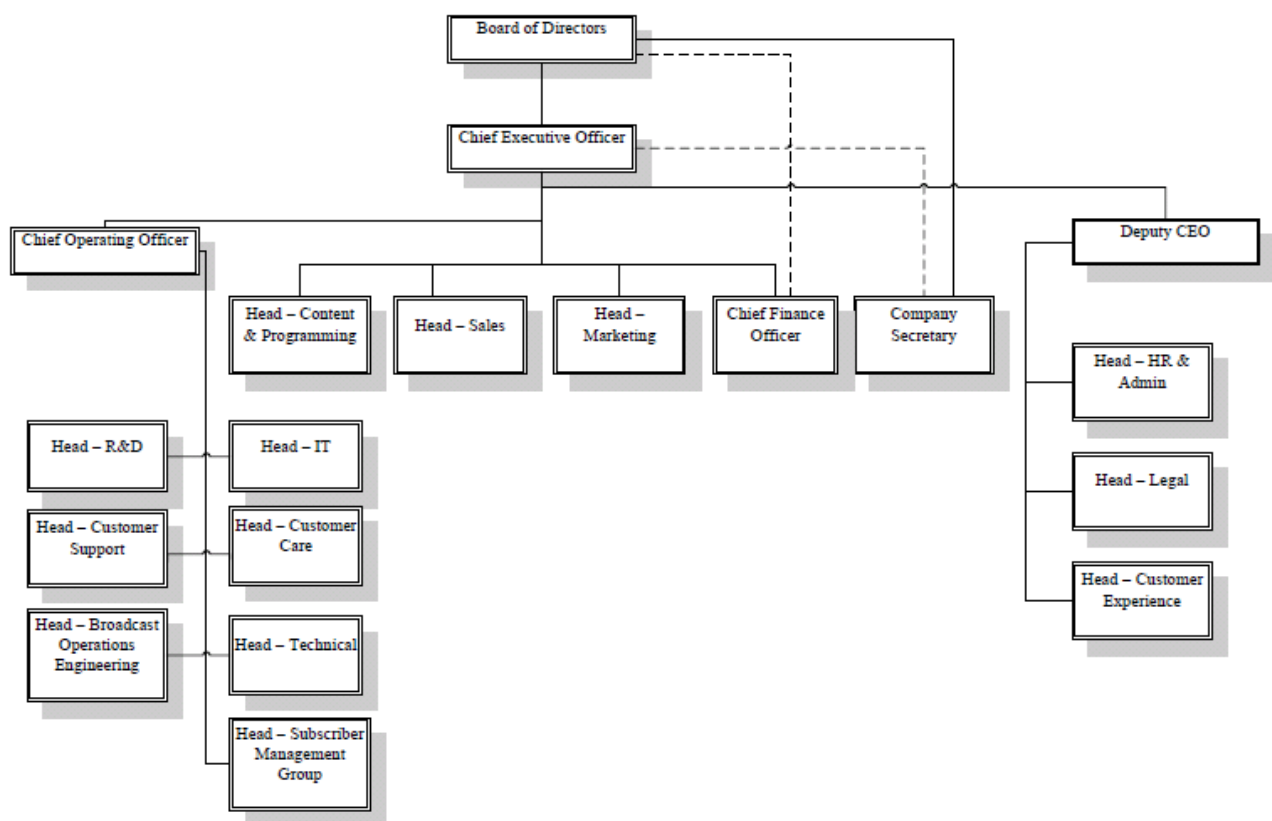 Board of Directors
Chief Executive Officer
Chief Operating Officer
Deputy CEO
Head – Content
& Programming
Head – Sales
Head –
Marketing
Chief Finance
Officer
Company
Secretary
Head – HR &
Admin
Head – R&D
Head – IT
Head – Legal
Head – Customer
Support
Head – Customer
Care
Head – Customer
Experience
Head – Broadcast
Operations
Engineering
Head – Technical
Head – Subscriber
Management
Group